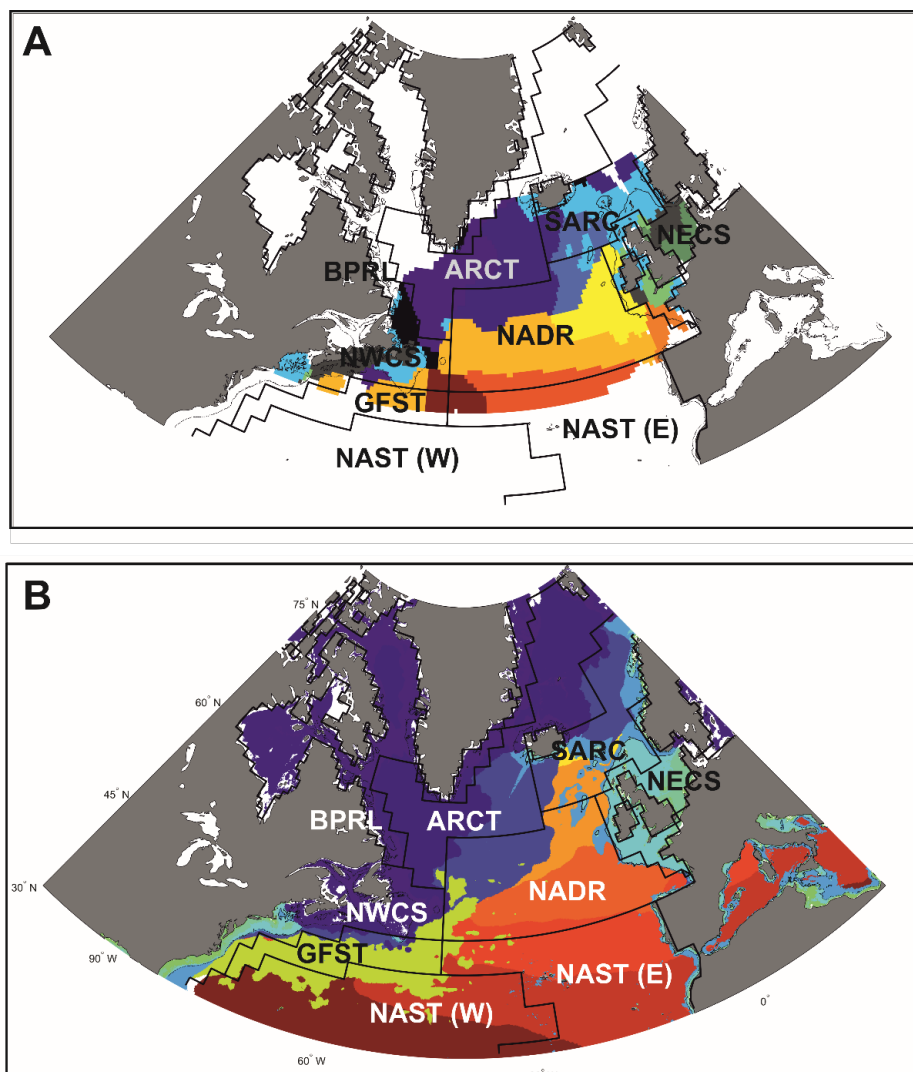 A
SARC
NECS
BPRL
ARCT
NADR
NWCS
GFST
NAST (E)
NAST (W)
B
75° N
60° N
SARC
NECS
45° N
BPRL
ARCT
30° N
NADR
NWCS
GFST
90° W
NAST (E)
0°
NAST (W)
60° W